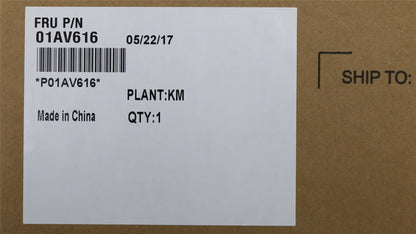 FRU P/N
01AV616 05/22/17
*P01AV616*
PLANT:KM
Made in China QTY:1
SHIP TO: